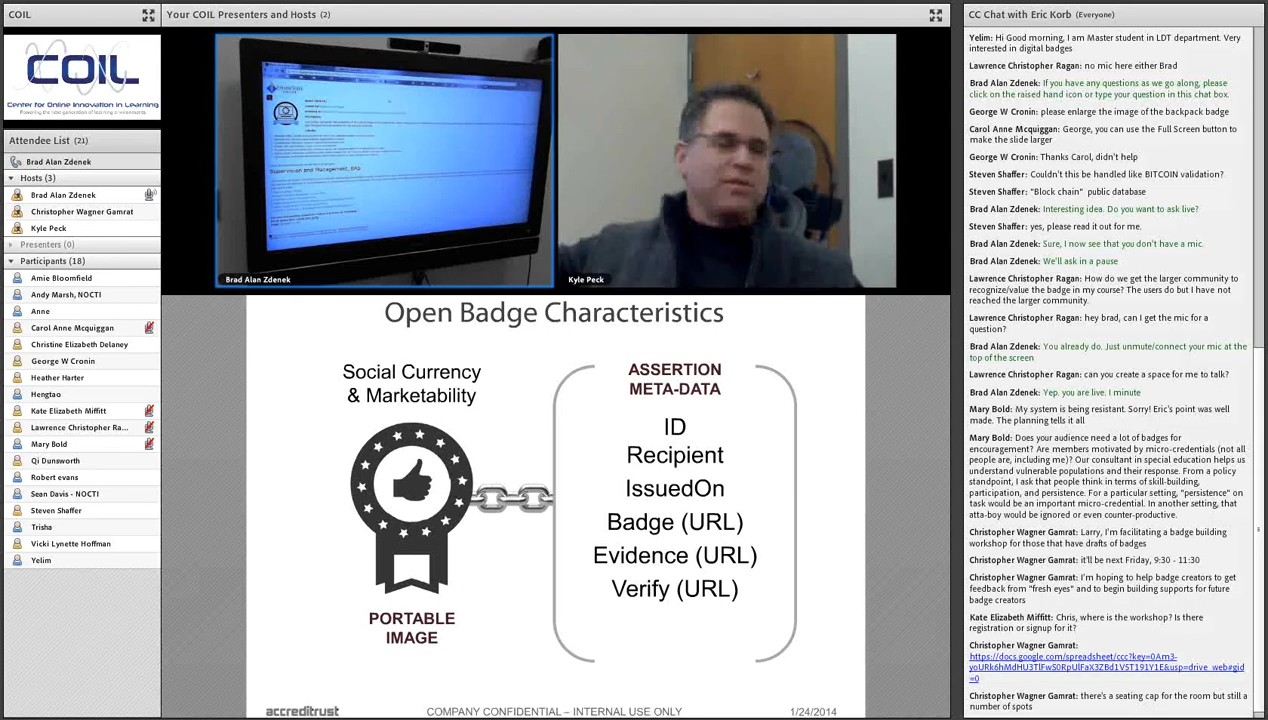 COIL
COIL
Center for Online Innovation in Learning
Attendee List (21)
Brad Alan Zdenek
Hosts (3)
Brad Alan Zdenek
Christopher Wagner Gamrat
Kyle Peck
Presenters (0)
Participants (18)
Amie Bloomfield
Andy Marsh, NOCTI
Anne
Carol Anne Mcquiggan
Christine Elizabeth Delaney
George W Cronin
Heather Harter
Hengtao
Kate Elizabeth Miffitt
Lawrence Christopher Ra...
Mary Bold
Qi Dunsworth
Robert evans
Sean Davis - NOCTI
Steven Shaffer
Trisha
Vicki Lynette Hoffman
Yelim
Your COIL Presenters and Hosts (2)
Supervision and Management,
Brad Alan Zdenek
Kyle Peck
Open Badge Characteristics
Social Currency
& Marketability
PORTABLE
IMAGE
ASSERTION
META-DATA
ID
Recipient
IssuedOn
Badge (URL)
Evidence (URL)
Verify (URL)
accreditrust
COMPANY CONFIDENTIAL – INTERNAL USE ONLY
1/24/2014
CC Chat with Eric Korb (Everyone)
Yelim: Hi Good morning, I am Master student in LDT department. Very
interested in digital badges
Lawrence Christopher Ragan: no mic here either Brad
Brad Alan Zdenek: If you have any questions as we go along, please
click on the raised hand icon or type your question in this chat box.
George W Cronin: please enlarge the image of the backpack badge
Carol Anne Mcquiggan: George, you can use the Full Screen button to
make the slide larger
George W Cronin: Thanks Carol, didn't help
Steven Shaffer: Couldn't this be handled like BITCOIN validation?
Steven Shaffer: "Block chain" public database
Brad Alan Zdenek: Interesting idea. Do you want to ask live?
Steven Shaffer: yes, please read it out for me.
Brad Alan Zdenek: Sure, I now see that you don't have a mic.
Brad Alan Zdenek: We'll ask in a pause
Lawrence Christopher Ragan: How do we get the larger community to
recognize/value the badge in my course? The users do but I have not
reached the larger community.
Lawrence Christopher Ragan: hey brad, can I get the mic for a
question?
Brad Alan Zdenek: You already do. Just unmute/connect your mic at the
top of the screen
Lawrence Christopher Ragan: can you create a space for me to talk?
Brad Alan Zdenek: Yep. you are live. 1 minute
Mary Bold: My system is being resistant. Sorry! Eric's point was well
made. The planning tells it all
Mary Bold: Does your audience need a lot of badges for
encouragement? Are members motivated by micro-credentials (not all
people are, including me)? Our consultant in special education helps us
understand vulnerable populations and their response. From a policy
standpoint, I ask that people think in terms of skill-building,
participation, and persistence. For a particular setting, "persistence" on
task would be an important micro-credential. In another setting, that
atta-boy would be ignored or even counter-productive.
Christopher Wagner Gamrat: Larry, I'm facilitating a badge building
workshop for those that have drafts of badges
Christopher Wagner Gamrat: it'll be next Friday, 9:30 - 11:30
Christopher Wagner Gamrat: I'm hoping to help badge creators to get
feedback from "fresh eyes" and to begin building supports for future
badge creators
Kate Elizabeth Miffitt: Chris, where is the workshop? Is there
registration or signup for it?
Christopher Wagner Gamrat:
https://docs.google.com/spreadsheet/ccc?key=0Am3-
yoURk6hMdHU3TlFwS0RpUlFaX3ZBd1V5T191Y1E&usp=drive_web#gid
=0
Christopher Wagner Gamrat: there's a seating cap for the room but still a
number of spots